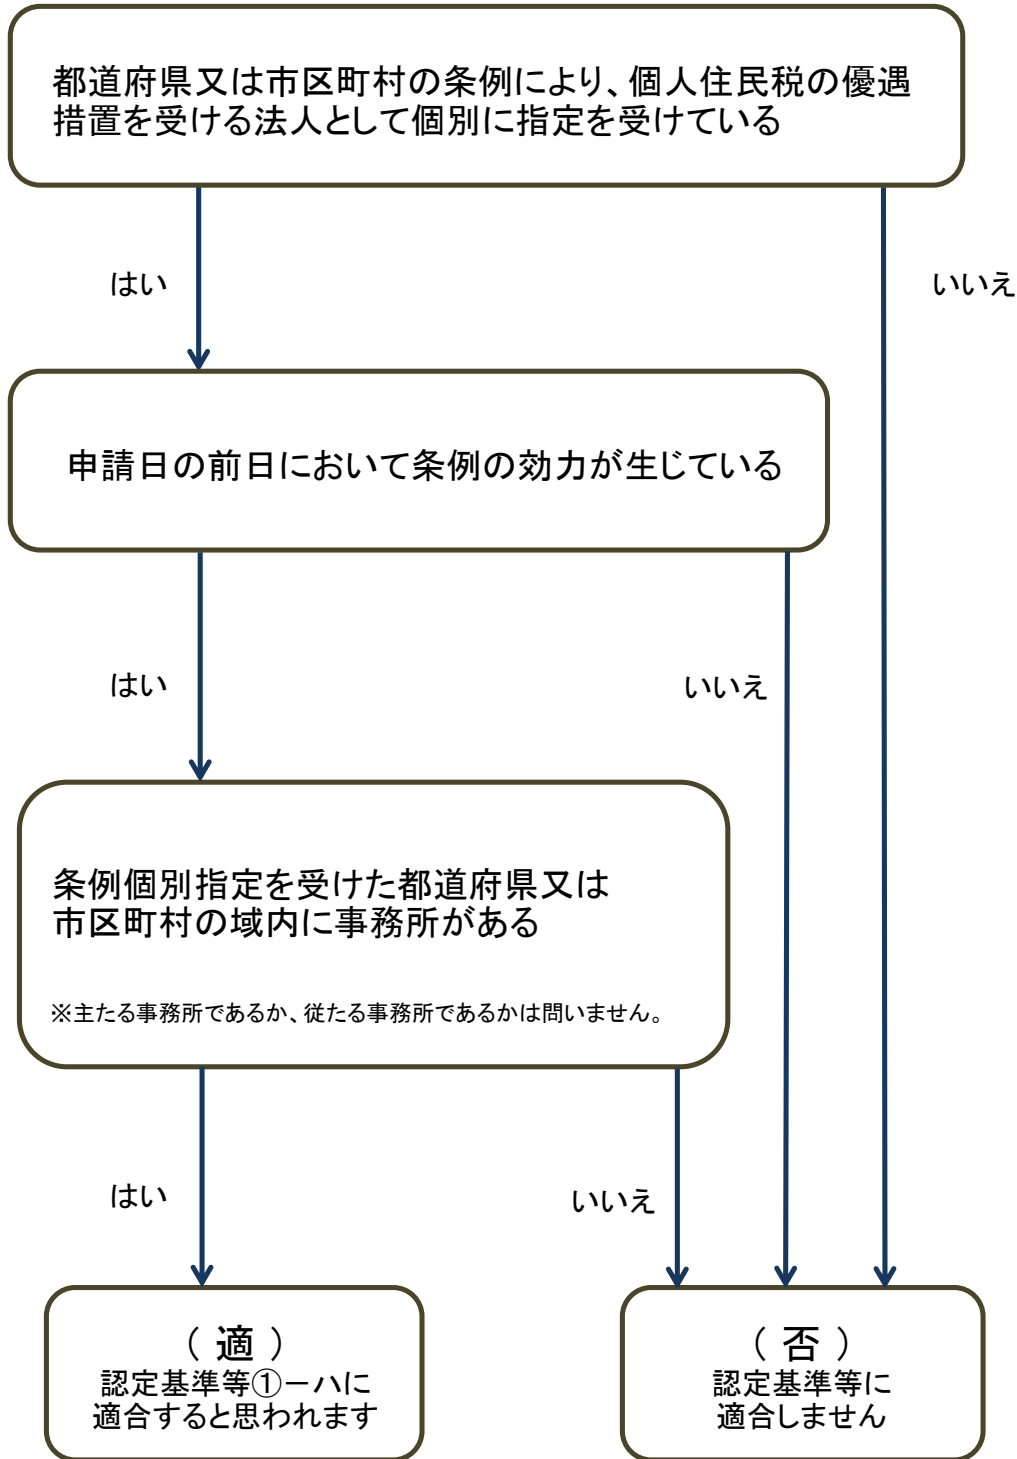 都道府県又は市区町村の条例により、個人住民税の優遇
措置を受ける法人として個別に指定を受けている
はい
いいえ
申請日の前日において条例の効力が生じている
はい
いいえ
条例個別指定を受けた都道府県又は
市区町村の域内に事務所がある
※主たる事務所であるか、従たる事務所であるかは問いません。
はい
いいえ
（ 適 ）
認定基準等①－ハに
適合すると思われます
（ 否 ）
認定基準等に
適合しません